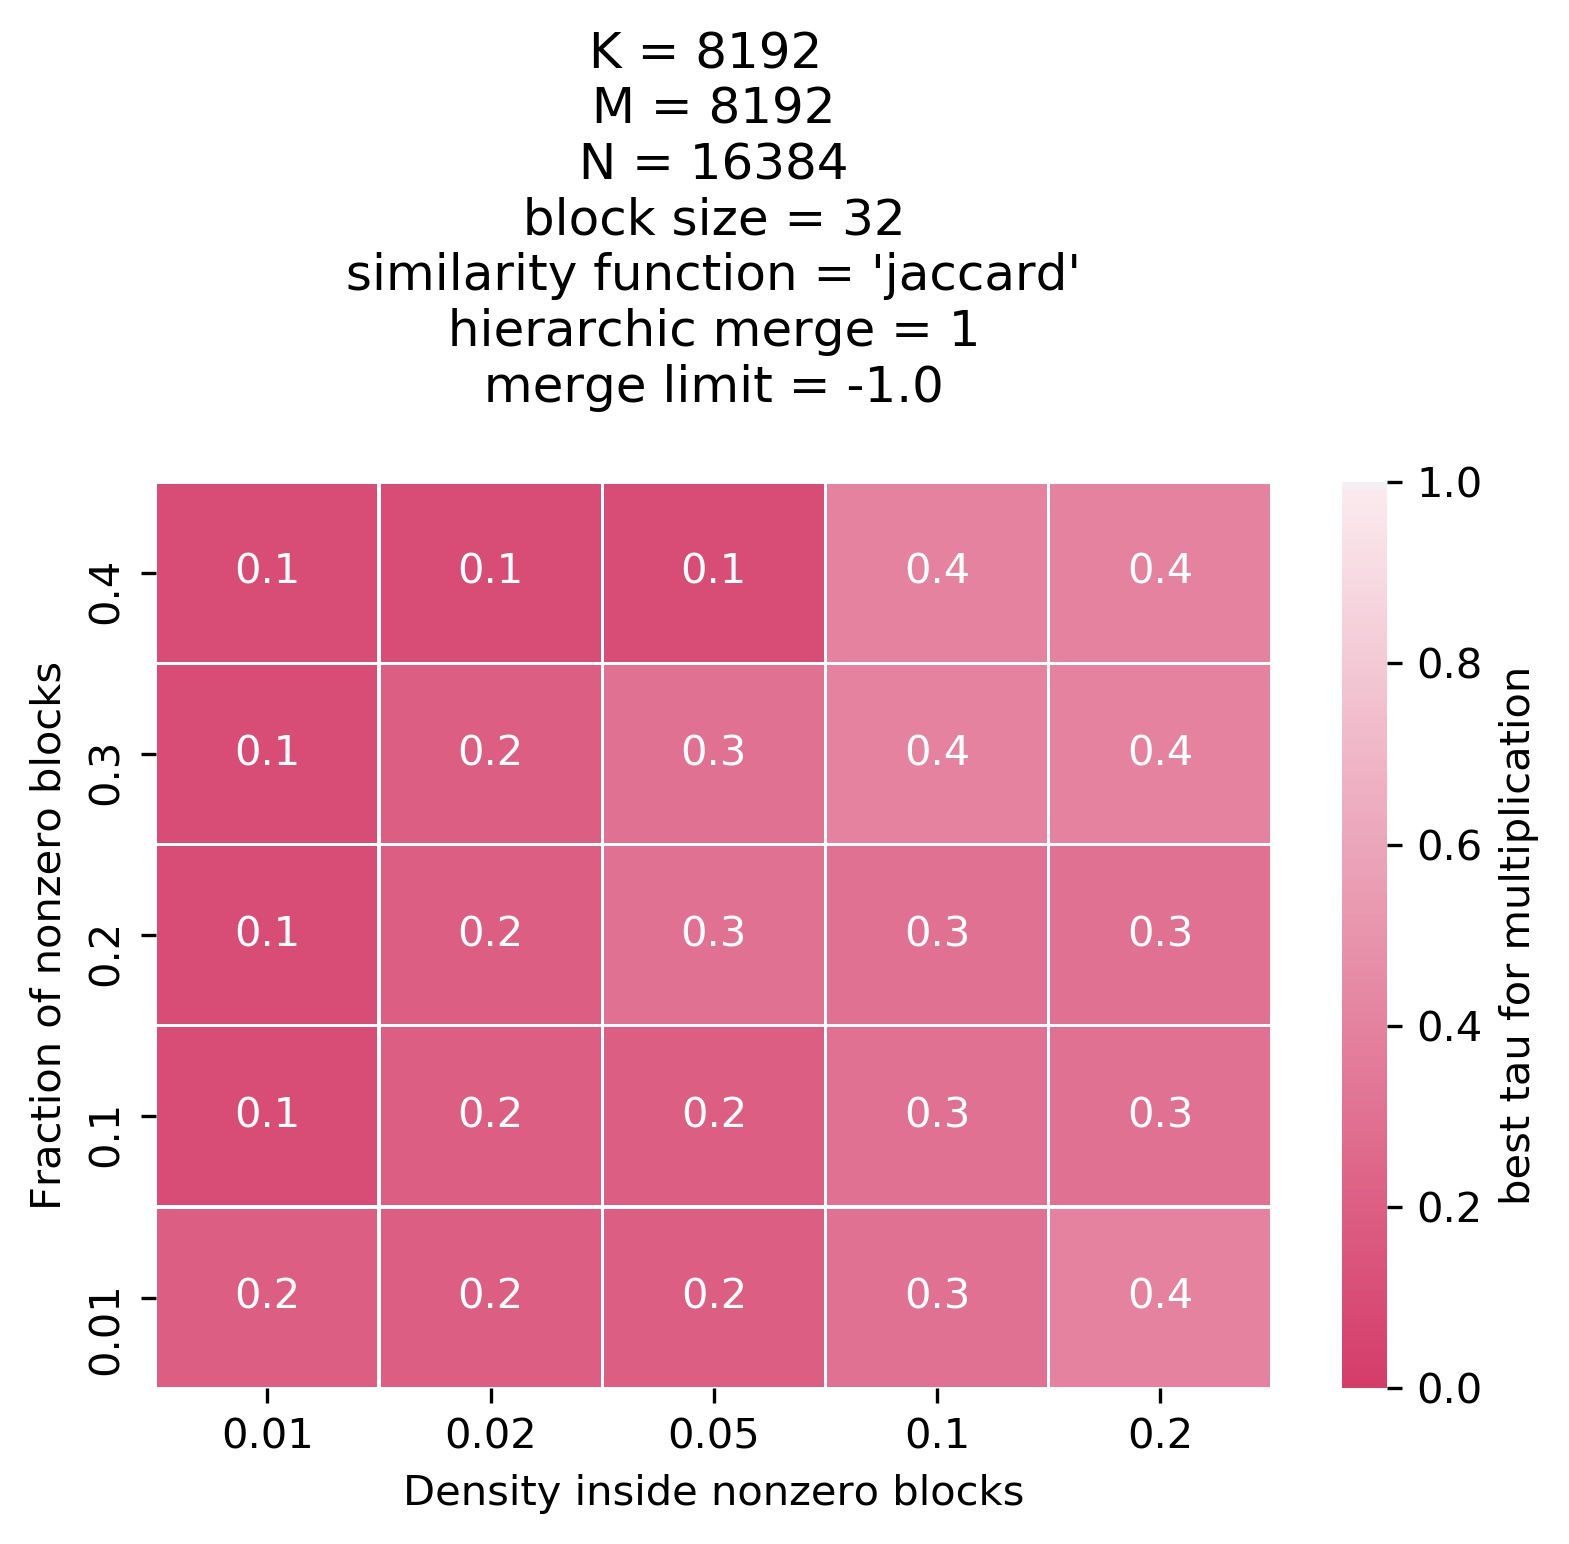 K = 8192
M = 8192
N = 16384
block size = 32
similarity function = 'jaccard'
hierarchic merge = 1
merge limit = -1.0
Fraction of nonzero blocks
0.4
0.1 0.1 0.1 0.4 0.4
0.3
0.1 0.2 0.3 0.4 0.4
0.2
0.1 0.2 0.3 0.3 0.3
0.1
0.1 0.2 0.2 0.3 0.3
0.01
0.2 0.2 0.2 0.3 0.4
0.01 0.02 0.05 0.1 0.2
Density inside nonzero blocks
1.0
0.8
0.6
0.4
0.2
0.0
best tau for multiplication